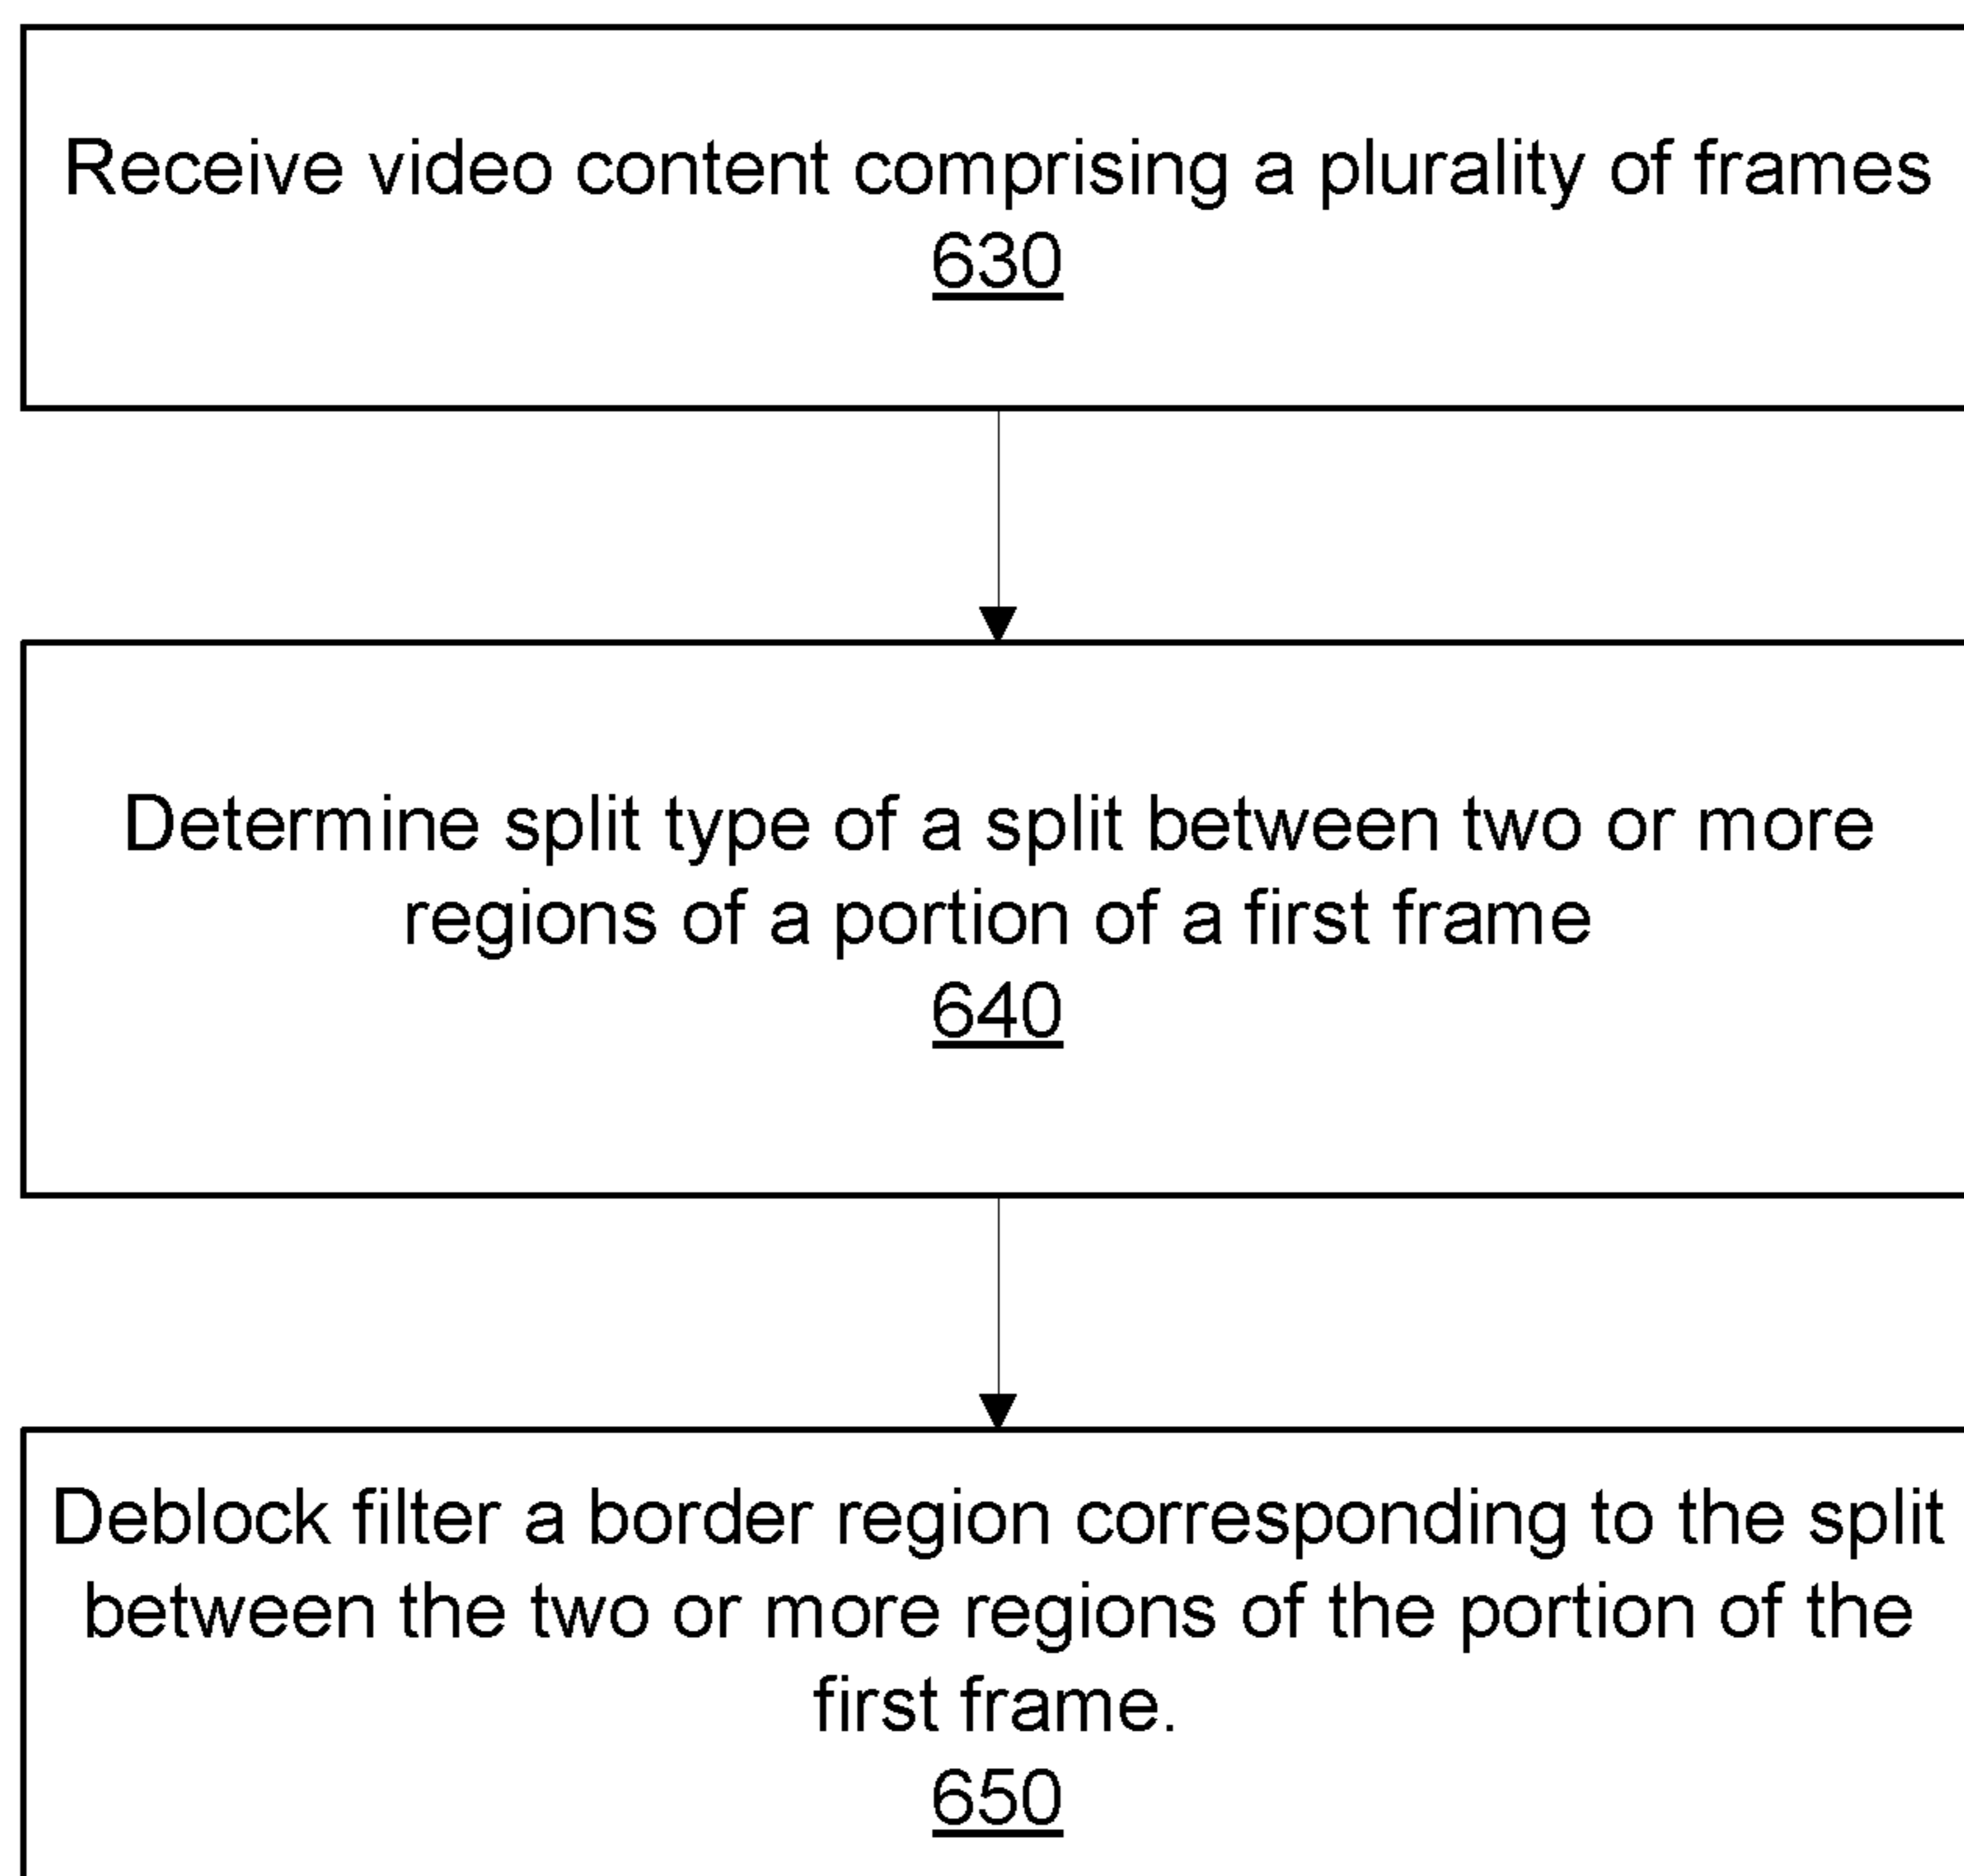 Receive video content comprising a plurality of frames
630
Determine split type of a split between two or more
regions of a portion of a first frame
640
Deblock filter a border region corresponding to the split
between the two or more regions of the portion of the
first frame.
650